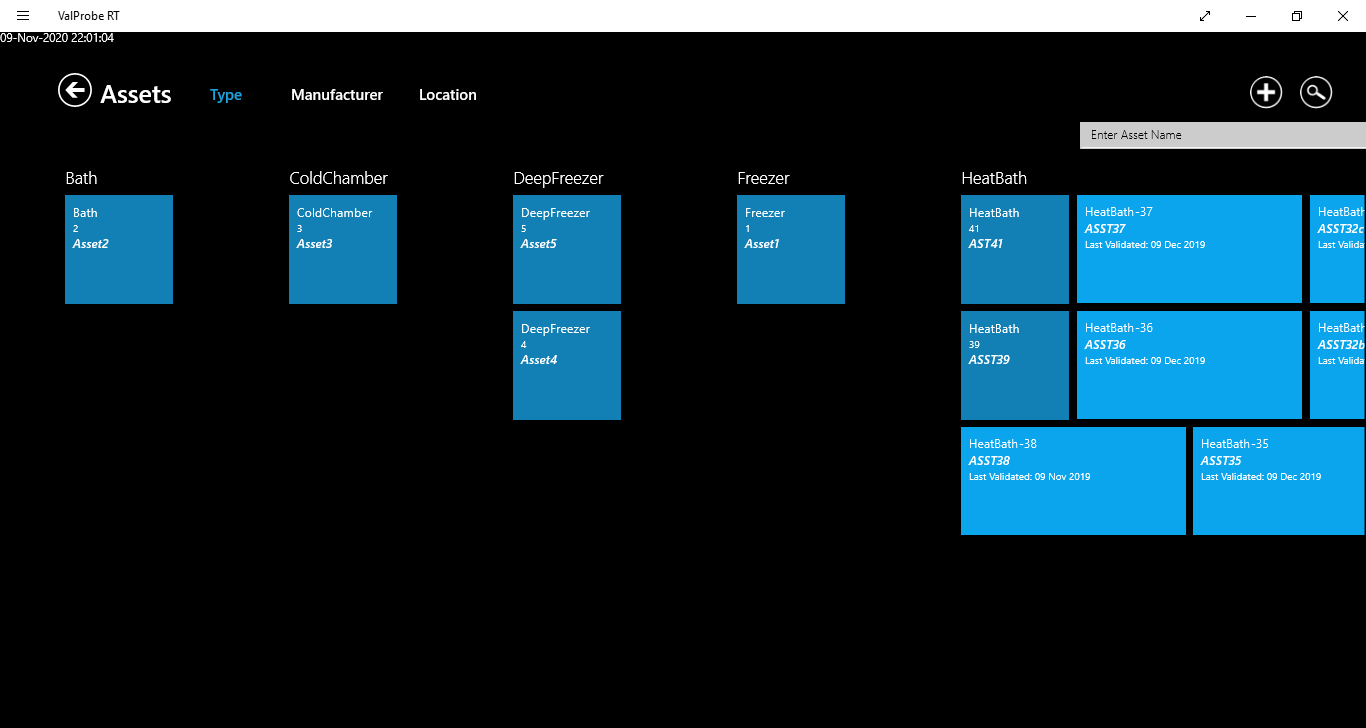 ValProbe RT
09-Nov-2020 22:01:04
Assets
Type
Manufacturer
Location
Enter Asset Name
Bath
Bath
2
Asset2
ColdChamber
ColdChamber
3
Asset3
DeepFreezer
DeepFreezer
5
Asset5
DeepFreezer
4
Asset4
Freezer
Freezer
1
Asset1
HeatBath
HeatBath
41
AST41
HeatBath-37
ASST37
Last Validated: 09 Dec 2019
HeatBath
ASST32c
Last Valida
HeatBath
39
ASST39
HeatBath-36
ASST36
Last Validated: 09 Dec 2019
HeatBath
ASST32b
Last Valida
HeatBath-38
ASST38
Last Validated: 09 Nov 2019
HeatBath-35
ASST35
Last Validated: 09 Dec 2019